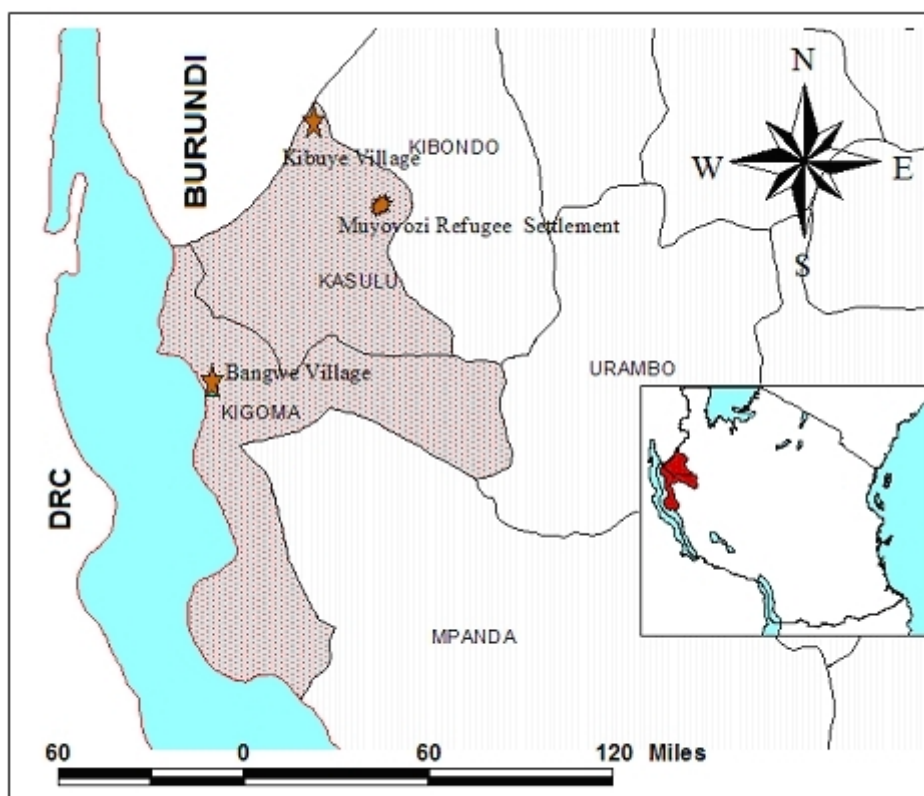 BURUNDI
N
KIBONDO
Kibuye Village
W
E
Muyovozi Refugee Settlement
S
KASULU
Bangwe Village
URAMBO
KIGOMA
DRC
MPANDA
60 0 60 120 Miles